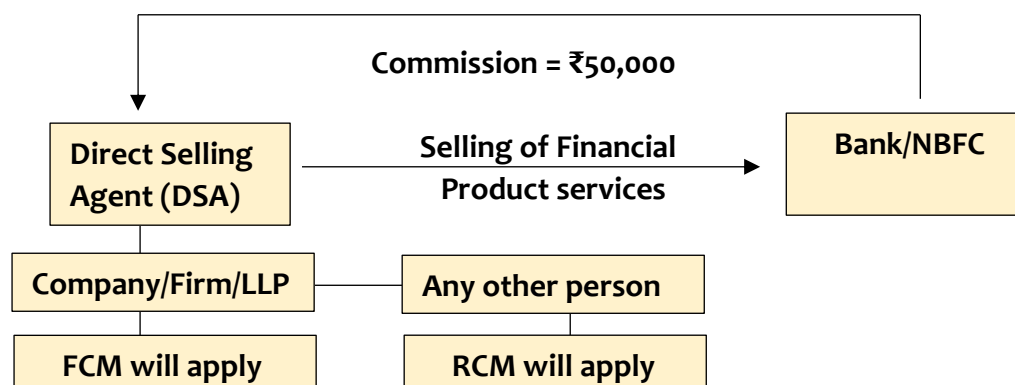 Commission = ₹50,000
Direct Selling
Agent (DSA)
Selling of Financial
Product services
Bank/NBFC
Company/Firm/LLP
Any other person
FCM will apply
RCM will apply